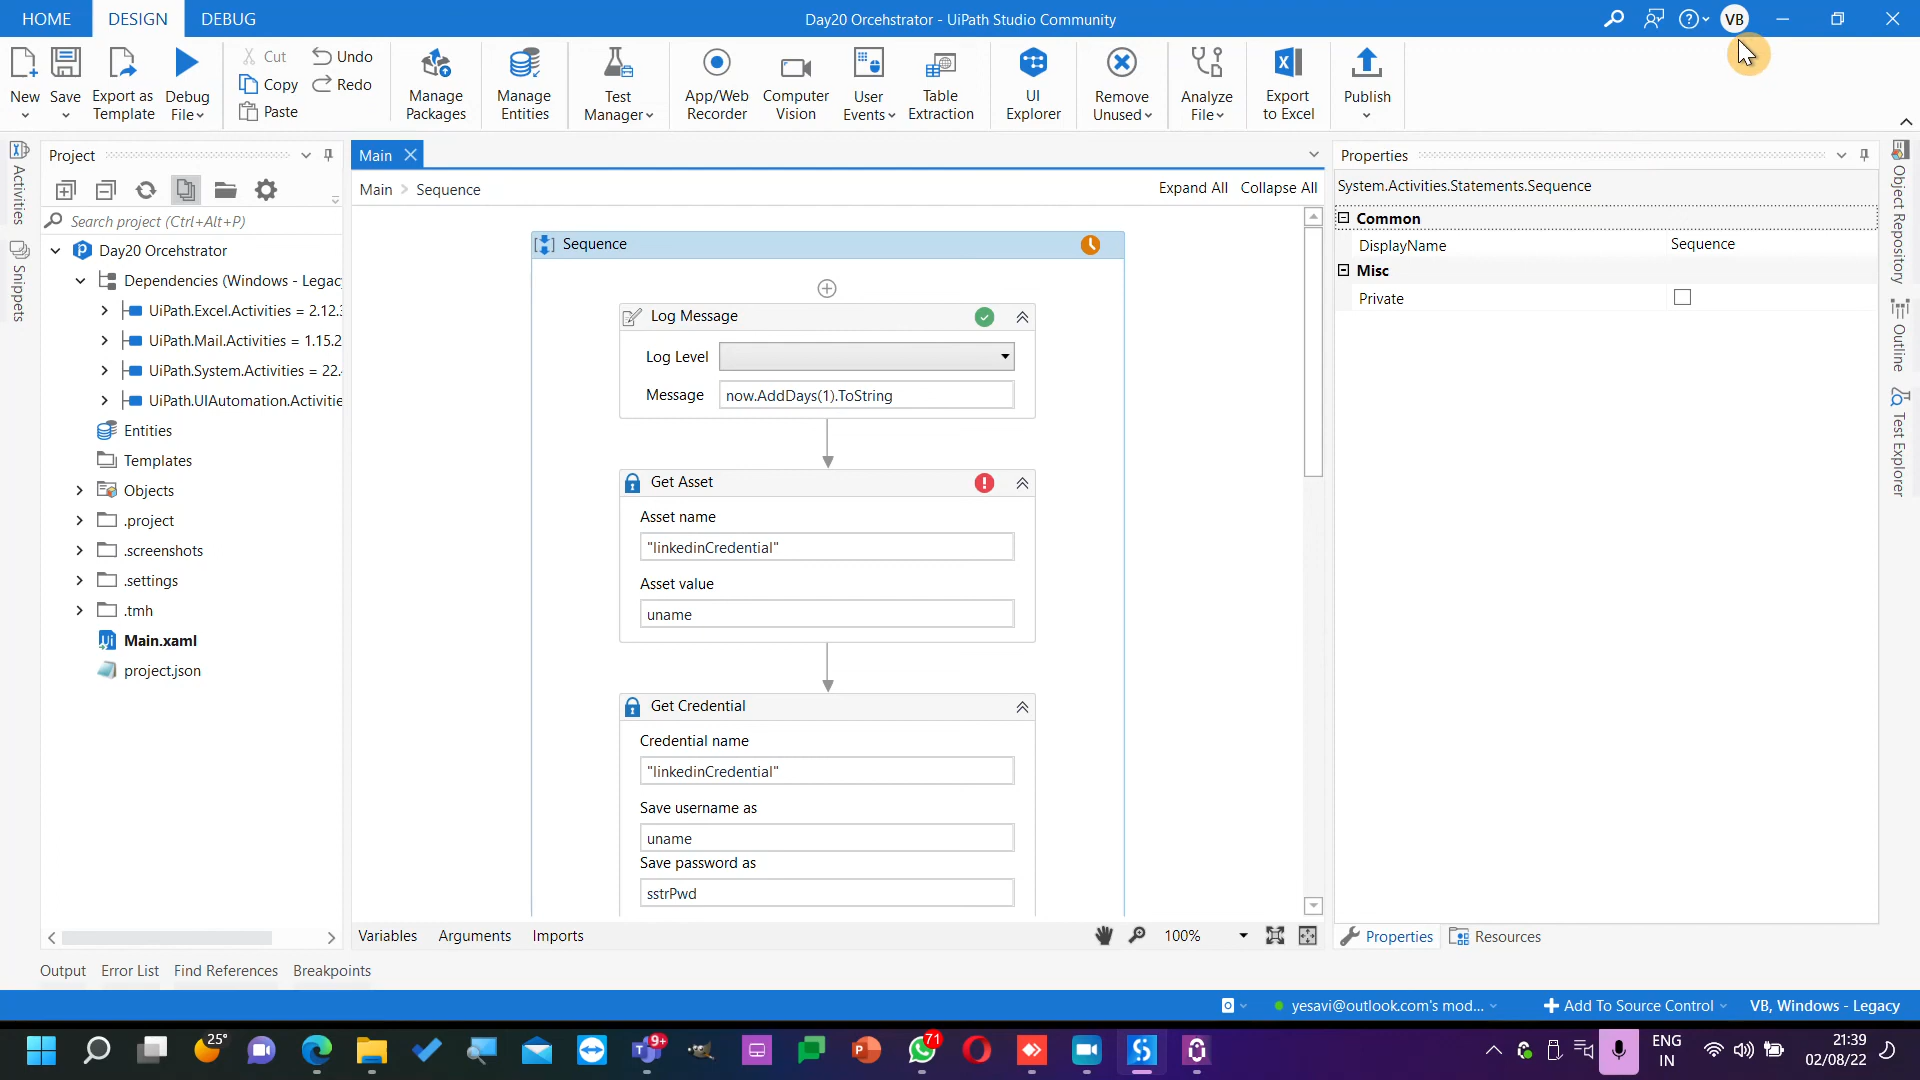 HOME
DESIGN
DEBUG
Day20 Orcehstrator - UiPath Studio Community
VB
New
Save
Export as
Template
Debug
File
Cut
Copy
Paste
Undo
Redo
Manage
Packages
Manage
Entities
Test
Manager
App/Web
Recorder
Computer
Vision
User
Events
Table
Extraction
UI
Explorer
Remove
Unused
Analyze
File
Export
to Excel
Publish
Activities
Snippets
Project
Search project (Ctrl+Alt+P)
Day20 Orcehstrator
Dependencies (Windows - Legacy
UiPath.Excel.Activities = 2.12.3
UiPath.Mail.Activities = 1.15.2
UiPath.System.Activities = 22.
UiPath.UIAutomation.Activitie
Entities
Templates
Objects
.project
.screenshots
.settings
.tmh
Main.xaml
project.json
Main
Main > Sequence
Expand All
Collapse All
Sequence
Log Message
Log Level
Message
now.AddDays(1).ToString
Get Asset
Asset name
"linkedinCredential"
Asset value
uname
Get Credential
Credential name
"linkedinCredential"
Save username as
uname
Save password as
sstrPwd
Variables
Arguments
Imports
100%
Properties
System.Activities.Statements.Sequence
Common
DisplayName
Sequence
Misc
Private
Properties
Resources
Object Repository
Outline
Test Explorer
Output
Error List
Find References
Breakpoints
yesavi@outlook.com's mod...
Add To Source Control
VB, Windows - Legacy
25°
9+
71
ENG
IN
21:39
02/08/22